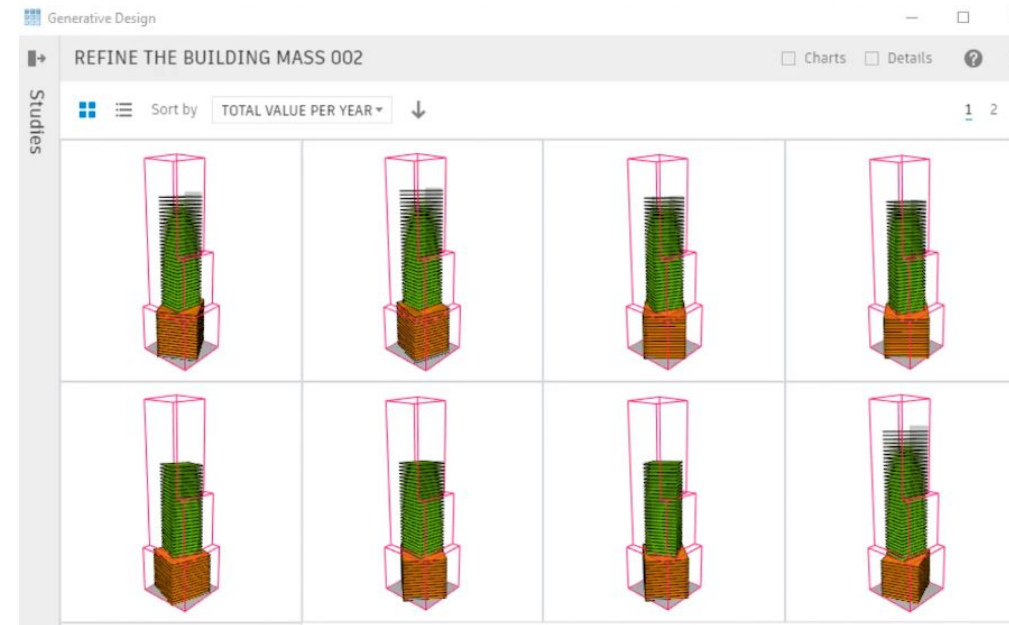 Generative Design
REFINE THE BUILDING MASS 002
Charts
Details
?
Studies
Sort by
TOTAL VALUE PER YEAR
1 2